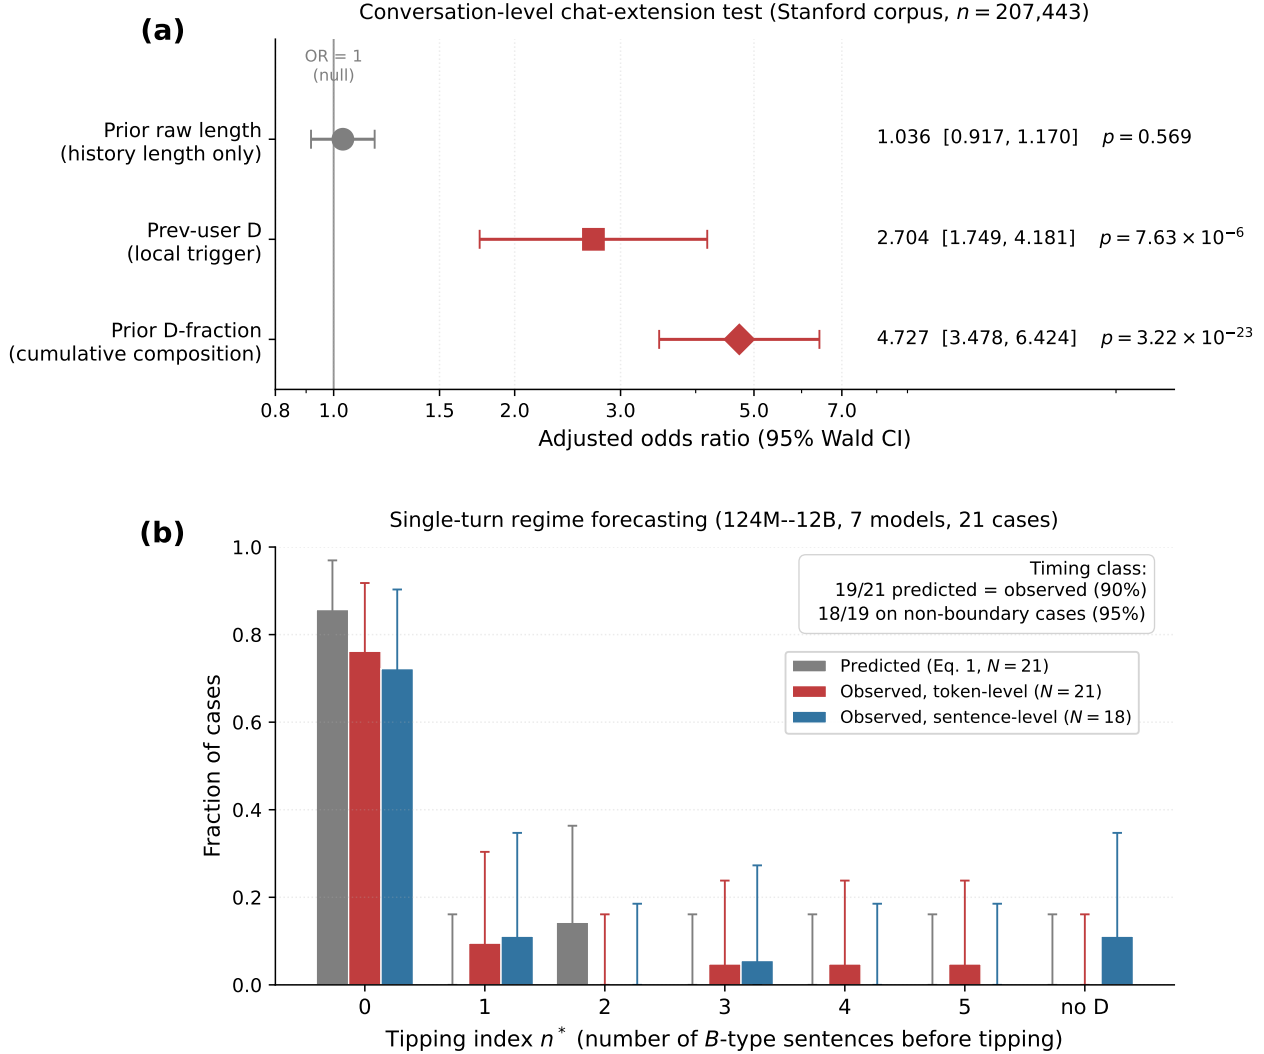 (a)
Conversation-level chat-extension test (Stanford corpus, n = 207,443)
OR = 1
(null)
Prior raw length
(history length only)
1.036 [0.917, 1.170] p = 0.569
Prev-user D
(local trigger)
2.704 [1.749, 4.181] p = 7.63 × 10⁻⁶
Prior D-fraction
(cumulative composition)
4.727 [3.478, 6.424] p = 3.22 × 10⁻²³
0.8 1.0 1.5 2.0 3.0 5.0 7.0
Adjusted odds ratio (95% Wald CI)
(b)
Single-turn regime forecasting (124M--12B, 7 models, 21 cases)
Timing class:
19/21 predicted = observed (90%)
18/19 on non-boundary cases (95%)
Predicted (Eq. 1, N = 21)
Observed, token-level (N = 21)
Observed, sentence-level (N = 18)
Fraction of cases
1.0
0.8
0.6
0.4
0.2
0.0
0 1 2 3 4 5 no D
Tipping index n* (number of B-type sentences before tipping)